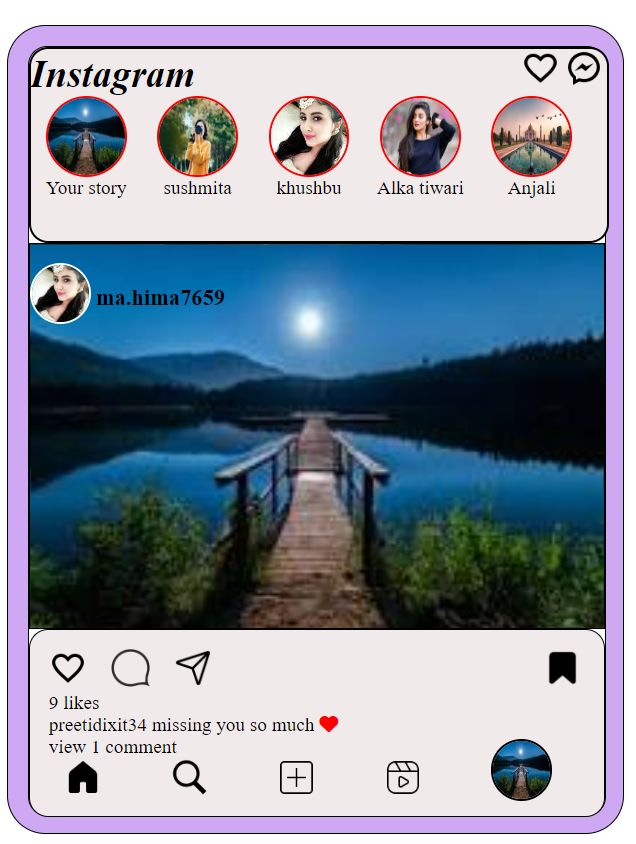 Instagram
Your story sushmita khushbu Alka tiwari Anjali
ma.hima7659
9 likes
preetidixit34 missing you so much ❤
view 1 comment